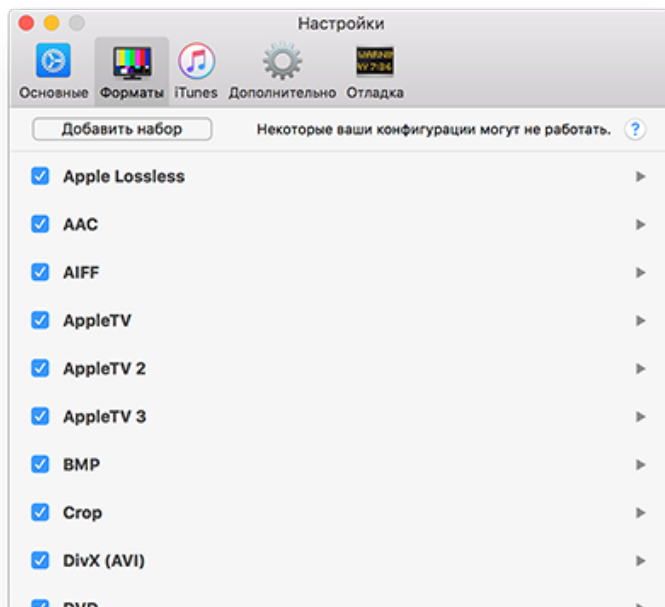 Настройки
Основные Форматы iTunes Дополнительно Отладка
Добавить набор Некоторые ваши конфигурации могут не работать. ?
Apple Lossless
AAC
AIFF
AppleTV
AppleTV 2
AppleTV 3
BMP
Crop
DivX (AVI)
DVD